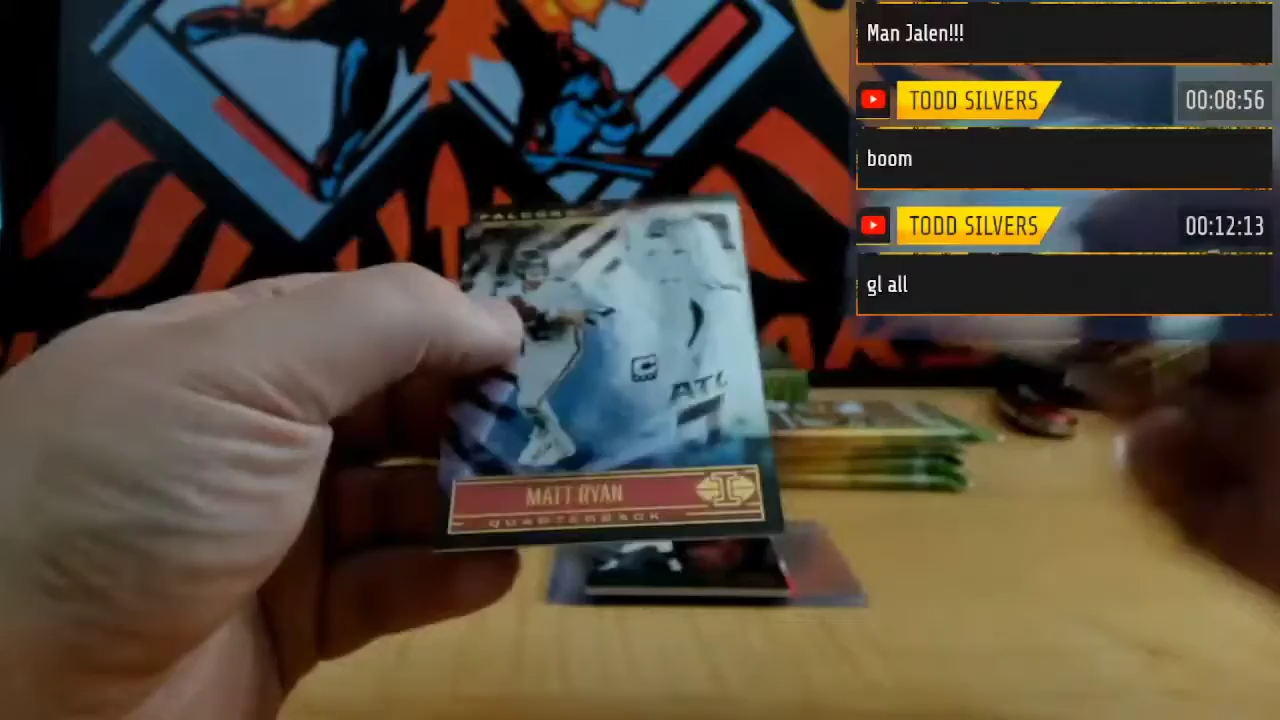 Man Jalen!!!
TODD SILVERS
00:08:56
boom
TODD SILVERS
00:12:13
gl all
FALCON
C
ATL
MATT RYAN
I
QUARTERBACK